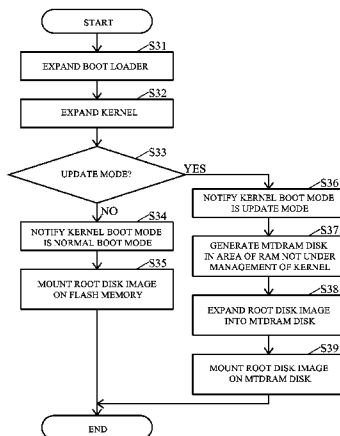 START
S31
EXPAND BOOT LOADER
S32
EXPAND KERNEL
S33
UPDATE MODE?
YES
NO
S34
NOTIFY KERNEL BOOT MODE
IS NORMAL BOOT MODE
S35
MOUNT ROOT DISK IMAGE
ON FLASH MEMORY
S36
NOTIFY KERNEL BOOT MODE
IS UPDATE MODE
S37
GENERATE MTDRAM DISK
IN AREA OF RAM NOT UNDER
MANAGEMENT OF KERNEL
S38
EXPAND ROOT DISK IMAGE
INTO MTDRAM DISK
S39
MOUNT ROOT DISK IMAGE
ON MTDRAM DISK
END